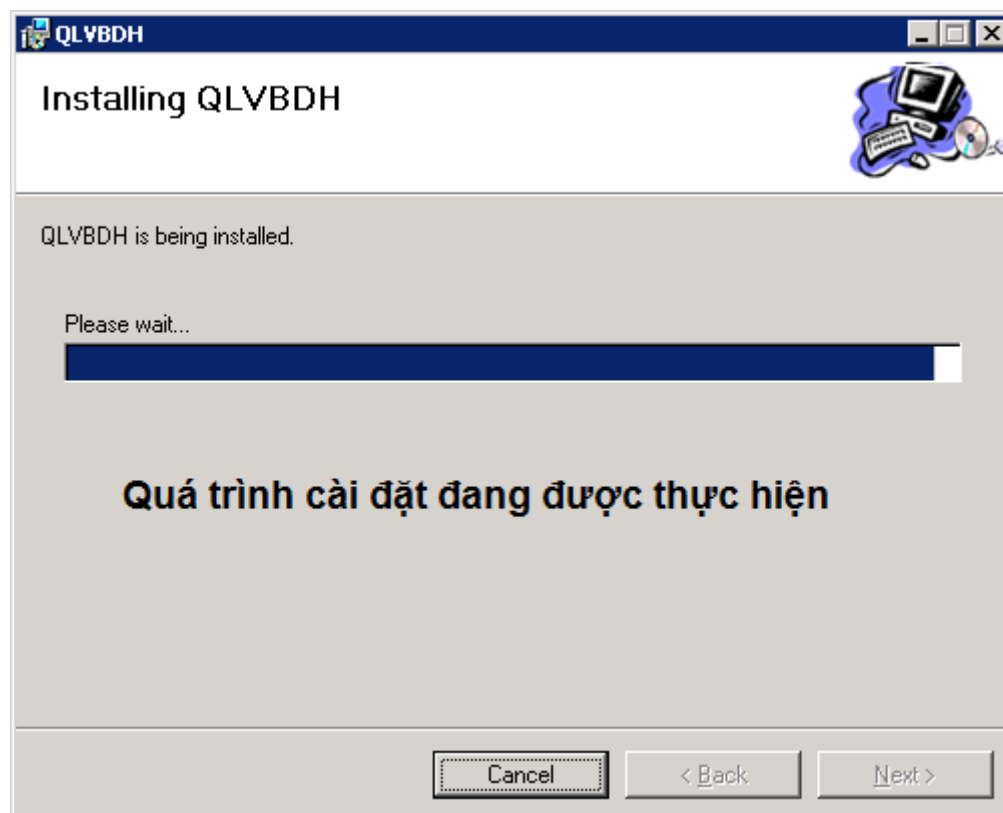 QLVBDH
Installing QLVBDH
QLVBDH is being installed.
Please wait...
Quá trình cài đặt đang được thực hiện
Cancel
< Back
Next >